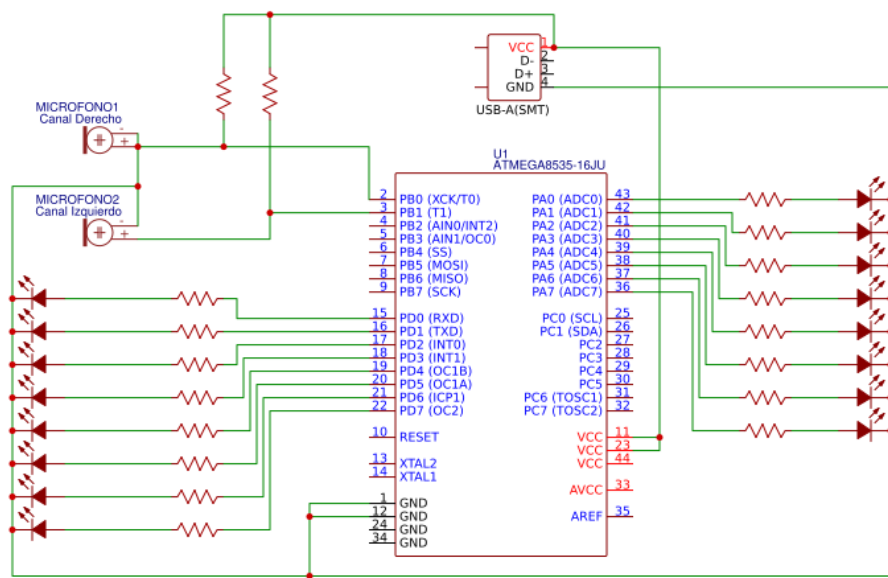 VCC 1
D- 2
D+ 3
GND 4
USB-A(SMT)
MICROFONO1
Canal Derecho
-
+
MICROFONO2
Canal Izquierdo
-
+
U1
ATMEGA8535-16JU
2 PB0 (XCK/T0)
3 PB1 (T1)
4 PB2 (AIN0/INT2)
5 PB3 (AIN1/OC0)
6 PB4 (SS)
7 PB5 (MOSI)
8 PB6 (MISO)
9 PB7 (SCK)
15 PD0 (RXD)
16 PD1 (TXD)
17 PD2 (INT0)
18 PD3 (INT1)
19 PD4 (OC1B)
20 PD5 (OC1A)
21 PD6 (ICP1)
22 PD7 (OC2)
10 RESET
13 XTAL2
14 XTAL1
1 GND
12 GND
24 GND
34 GND
PA0 (ADC0) 43
PA1 (ADC1) 42
PA2 (ADC2) 41
PA3 (ADC3) 40
PA4 (ADC4) 39
PA5 (ADC5) 38
PA6 (ADC6) 37
PA7 (ADC7) 36
PC0 (SCL) 25
PC1 (SDA) 26
PC2 27
PC3 28
PC4 29
PC5 30
PC6 (TOSC1) 31
PC7 (TOSC2) 32
VCC 11
VCC 23
VCC 44
AVCC 33
AREF 35